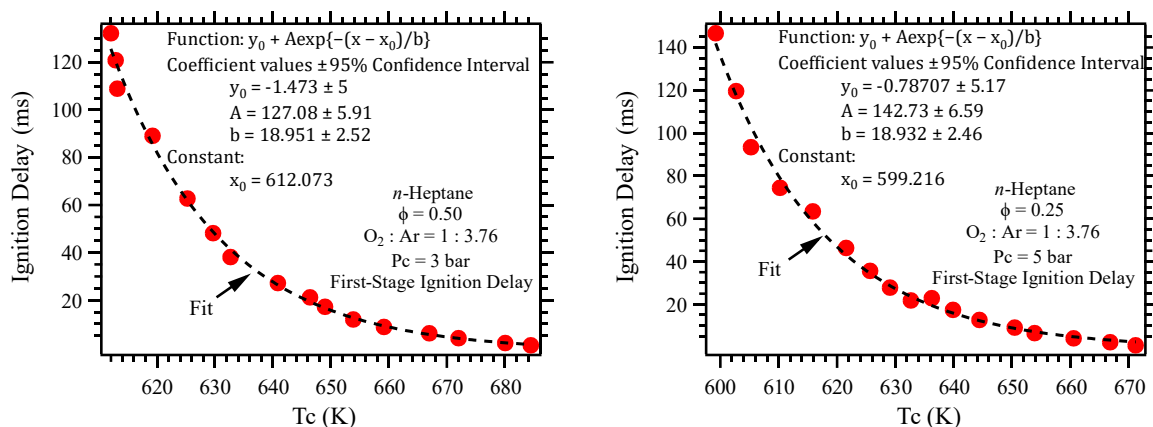 Function: y₀ + Aexp{−(x − x₀)/b}
Coefficient values ± 95% Confidence Interval
y₀ = -1.473 ± 5
A = 127.08 ± 5.91
b = 18.951 ± 2.52
Constant:
x₀ = 612.073
n-Heptane
ϕ = 0.50
O₂ : Ar = 1 : 3.76
Pc = 3 bar
First-Stage Ignition Delay
Fit
Ignition Delay (ms)
120
100
80
60
40
20
620
630
640
650
660
670
680
Tc (K)
Function: y₀ + Aexp{−(x − x₀)/b}
Coefficient values ± 95% Confidence Interval
y₀ = -0.78707 ± 5.17
A = 142.73 ± 6.59
b = 18.932 ± 2.46
Constant:
x₀ = 599.216
n-Heptane
ϕ = 0.25
O₂ : Ar = 1 : 3.76
Pc = 5 bar
First-Stage Ignition Delay
Fit
Ignition Delay (ms)
140
120
100
80
60
40
20
600
610
620
630
640
650
660
670
Tc (K)